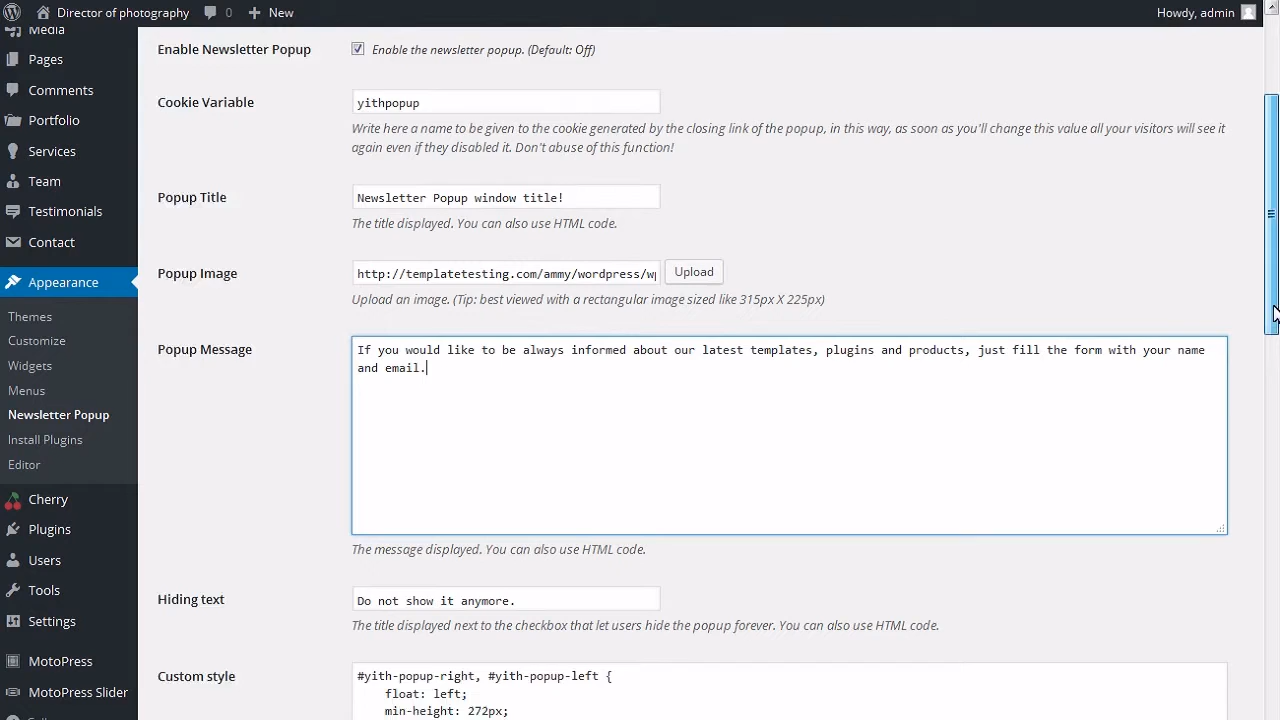 Director of photography
0
New
Howdy, admin
Media
Pages
Comments
Portfolio
Services
Team
Testimonials
Contact
Appearance
Themes
Customize
Widgets
Menus
Newsletter Popup
Install Plugins
Editor
Cherry
Plugins
Users
Tools
Settings
MotoPress
MotoPress Slider
Enable Newsletter Popup
Enable the newsletter popup. (Default: Off)
Cookie Variable
yithpopup
Write here a name to be given to the cookie generated by the closing link of the popup, in this way, as soon as you'll change this value all your visitors will see it
again even if they disabled it. Don't abuse of this function!
Popup Title
Newsletter Popup window title!
The title displayed. You can also use HTML code.
Popup Image
http://templatetesting.com/ammy/wordpress/wp
Upload
Upload an image. (Tip: best viewed with a rectangular image sized like 315px X 225px)
Popup Message
If you would like to be always informed about our latest templates, plugins and products, just fill the form with your name
and email.
The message displayed. You can also use HTML code.
Hiding text
Do not show it anymore.
The title displayed next to the checkbox that let users hide the popup forever. You can also use HTML code.
Custom style
#yith-popup-right, #yith-popup-left {
float: left;
min-height: 272px;